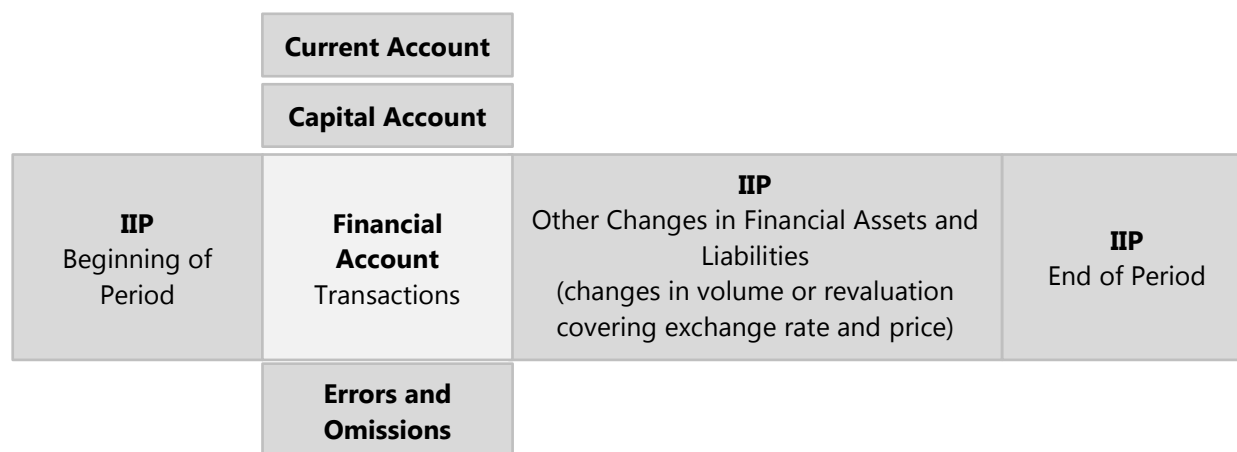 Current Account
Capital Account
IIP
Beginning of
Period
Financial
Account
Transactions
IIP
Other Changes in Financial Assets and
Liabilities
(changes in volume or revaluation
covering exchange rate and price)
IIP
End of Period
Errors and
Omissions